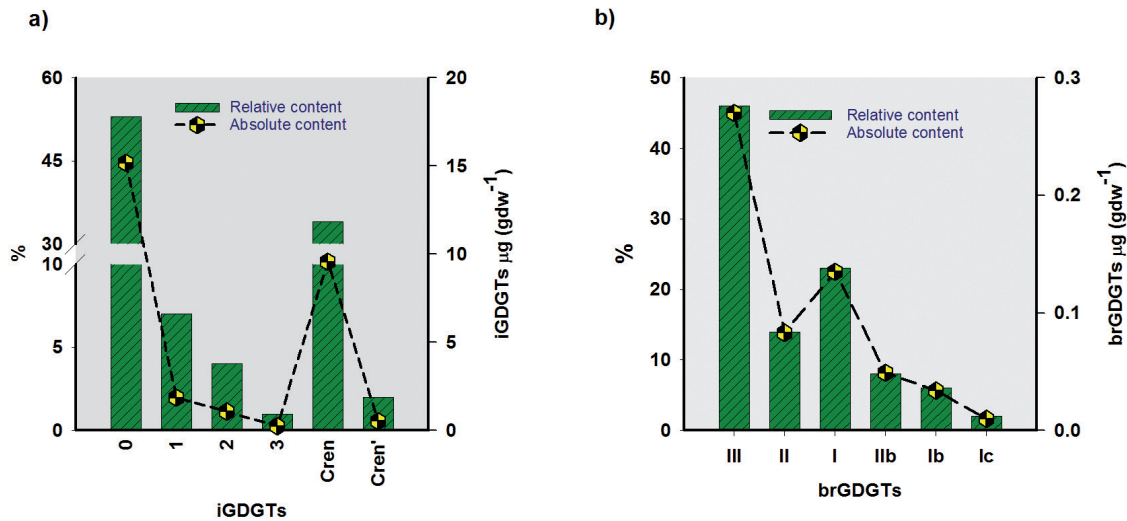 a)
60
45
30
10
5
0
%
Relative content
Absolute content
20
15
10
5
0
iGDGTs µg (gdw⁻¹)
0
1
2
3
Cren
Cren'
iGDGTs
b)
50
40
30
20
10
0
%
Relative content
Absolute content
0.3
0.2
0.1
0.0
brGDGTs µg (gdw⁻¹)
III
II
I
IIb
Ib
Ic
brGDGTs